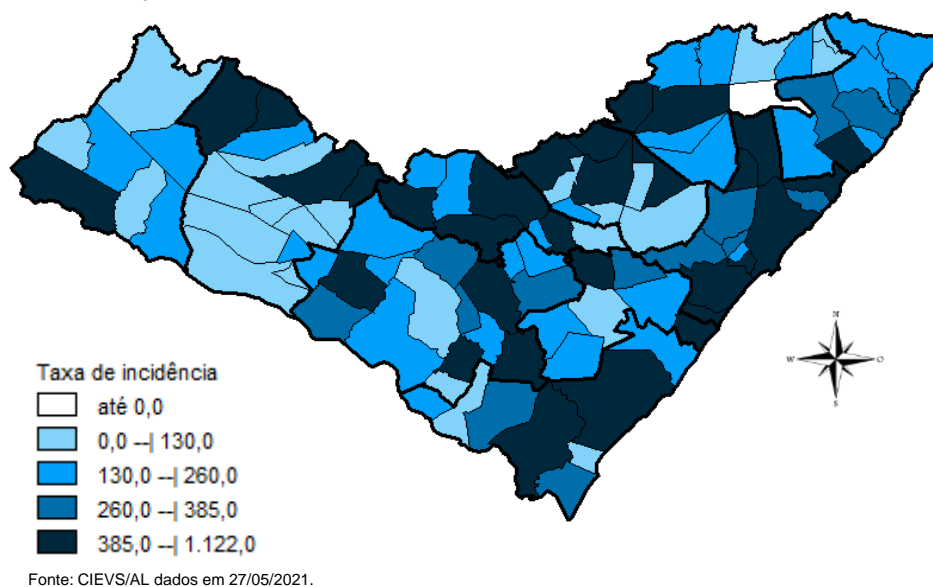 N
W O
S
Taxa de incidência
até 0,0
0,0 --| 130,0
130,0 --| 260,0
260,0 --| 385,0
385,0 --| 1.122,0
Fonte: CIEVS/AL dados em 27/05/2021.